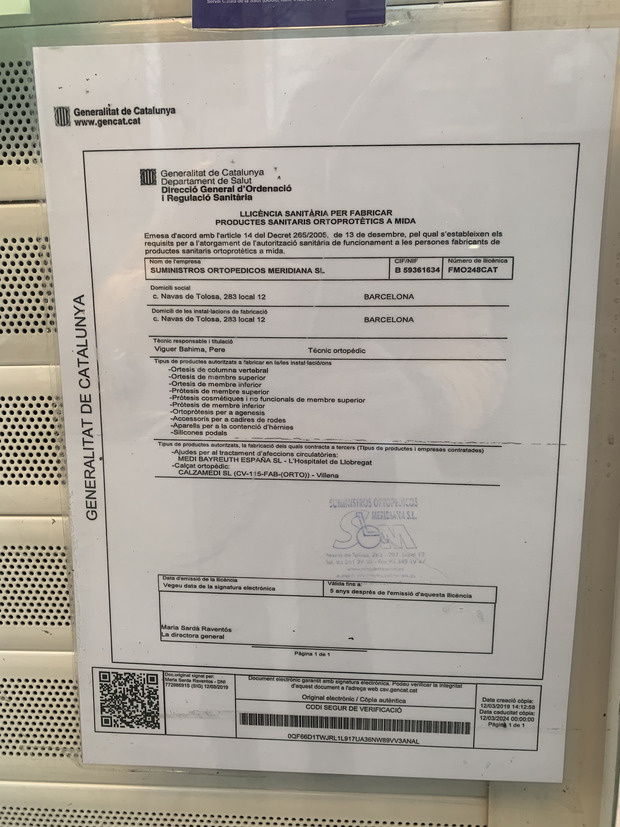 Generalitat de Catalunya
www.gencat.cat
GENERALITAT DE CATALUNYA
Generalitat de Catalunya
Departament de Salut
Direcció General d'Ordenació
i Regulació Sanitària
LLICÈNCIA SANITÀRIA PER FABRICAR
PRODUCTES SANITARIS ORTOPROTÈTICS A MIDA
Emesa d'acord amb l'article 14 del Decret 265/2005, de 13 de desembre, pel qual s'estableixen els
requisits per a l'atorgament de l'autorització sanitària de funcionament a les persones fabricants de
productes sanitaris ortoprotètics a mida.
Nom de l'empresa CIF/NIF Número de llicència
SUMINISTROS ORTOPEDICOS MERIDIANA SL B 59361634 FMO248CAT
Domicili social
c. Navas de Tolosa, 283 local 12 BARCELONA
Domicili de les instal·lacions de fabricació
c. Navas de Tolosa, 283 local 12 BARCELONA
Tècnic responsable i titulació
Viguer Bahima, Pere Tècnic ortopèdic
Tipus de productes autoritzats a fabricar en la/les instal·lació/ons
-Ortesis de columna vertebral
-Ortesis de membre superior
-Ortesis de membre inferior
-Pròtesis de membre superior
-Pròtesis cosmètiques i no funcionals de membre superior
-Pròtesis de membre inferior
-Ortopròtesis per a agenesis
-Accessoris per a cadires de rodes
-Aparells per a la contenció d'hèrnies
-Silicones podals
Tipus de productes autoritzats, la fabricació dels quals contracta a tercers (Tipus de productes i empreses contractades)
-Ajudes per al tractament d'afeccions circulatòries:
MEDI BAYREUTH ESPAÑA SL - L'Hospitalet de Llobregat
-Calçat ortopèdic:
CALZAMEDI SL (CV-115-FAB-(ORTO)) - Villena
SUMINISTROS ORTOPEDICOS
MERIDIANA S.L.
SOM
Data d'emissió de la llicència Vàlida fins a:
Vegeu data de la signatura electrònica 5 anys després de l'emissió d'aquesta llicència
Maria Sardà Raventós
La directora general
Pàgina 1 de 1
Doc.original signat per:
Maria Sardà Raventós - DNI
(SIG) 12/03/2019
Document electrònic garantit amb signatura electrònica. Podeu verificar la integritat
d'aquest document a l'adreça web csv.gencat.cat
Original electrònic / Còpia autèntica
CODI SEGUR DE VERIFICACIÓ
0QF66D1TWJRL1L917UA36NW89VV3ANAL
Data creació còpia:
12/03/2019 14:12:58
Data caducitat còpia:
12/03/2024 00:00:00
Pàgina 1 de 1